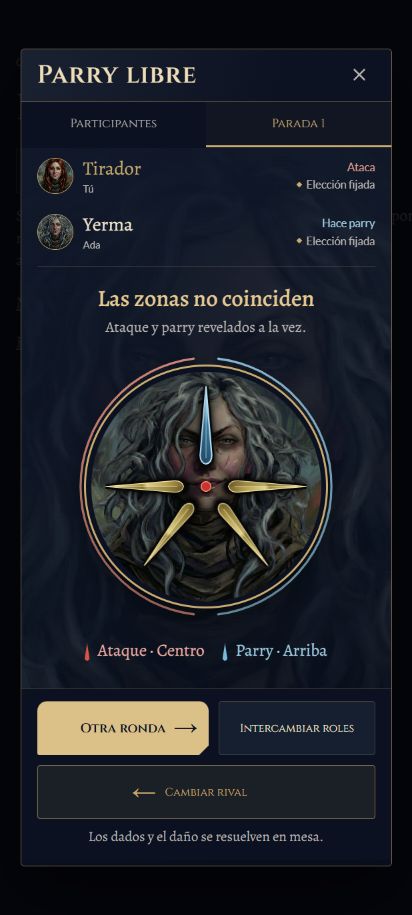 Parry libre
×
Participantes
Parada 1
Tirador
Tú
Ataca
Elección fijada
Yerma
Ada
Hace parry
Elección fijada
Las zonas no coinciden
Ataque y parry revelados a la vez.
Ataque · Centro
Parry · Arriba
Otra ronda →
Intercambiar roles
← Cambiar rival
Los dados y el daño se resuelven en mesa.